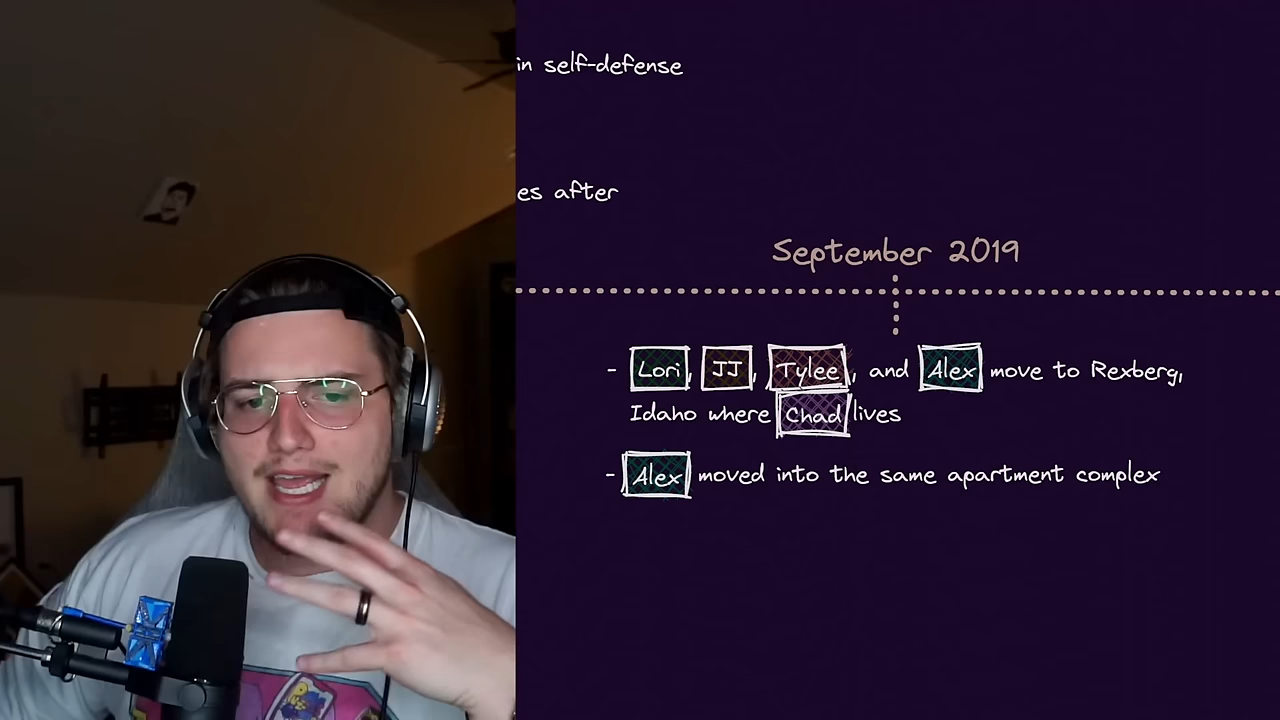 in self-defense
es after
September 2019
- Lori, JJ, Tylee, and Alex move to Rexberg,
Idaho where Chad lives
- Alex moved into the same apartment complex